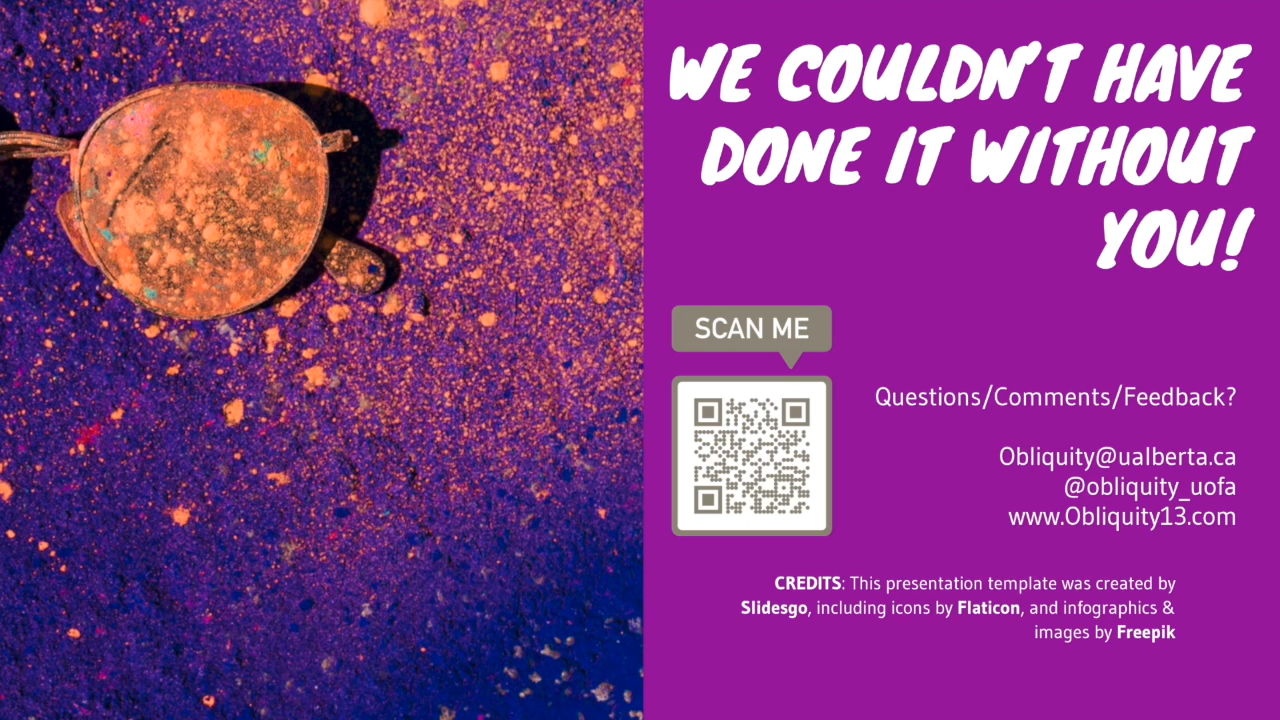 WE COULDN'T HAVE
DONE IT WITHOUT
YOU!
SCAN ME
Questions/Comments/Feedback?
Obliquity@ualberta.ca
@obliquity_uofa
www.Obliquity13.com
CREDITS: This presentation template was created by
Slidesgo, including icons by Flaticon, and infographics &
images by Freepik